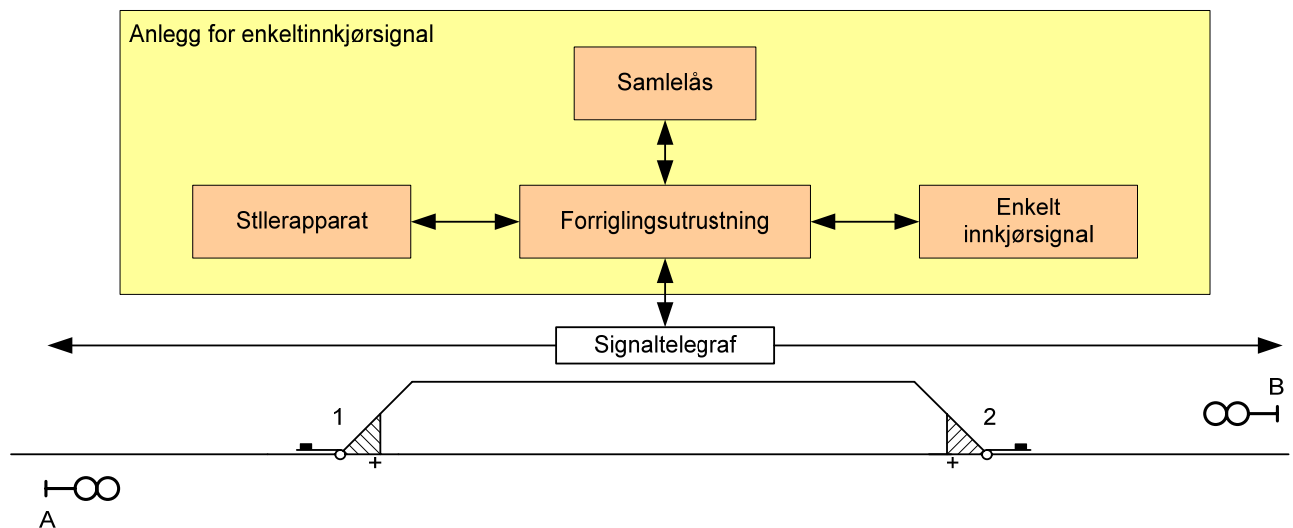 Anlegg for enkeltinnkjørsignal
Samlelås
Stllerapparat
Forriglingsutrustning
Enkelt
innkjørsignal
Signaltelegraf
B
1
2
+
+
A